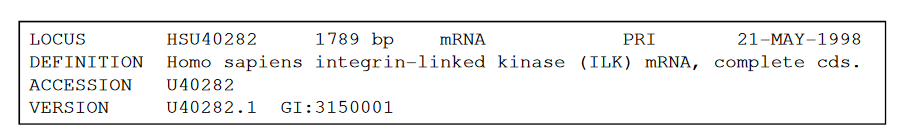 LOCUS HSU40282 1789 bp mRNA PRI 21-MAY-1998
DEFINITION Homo sapiens integrin-linked kinase (ILK) mRNA, complete cds.
ACCESSION U40282
VERSION U40282.1 GI:3150001